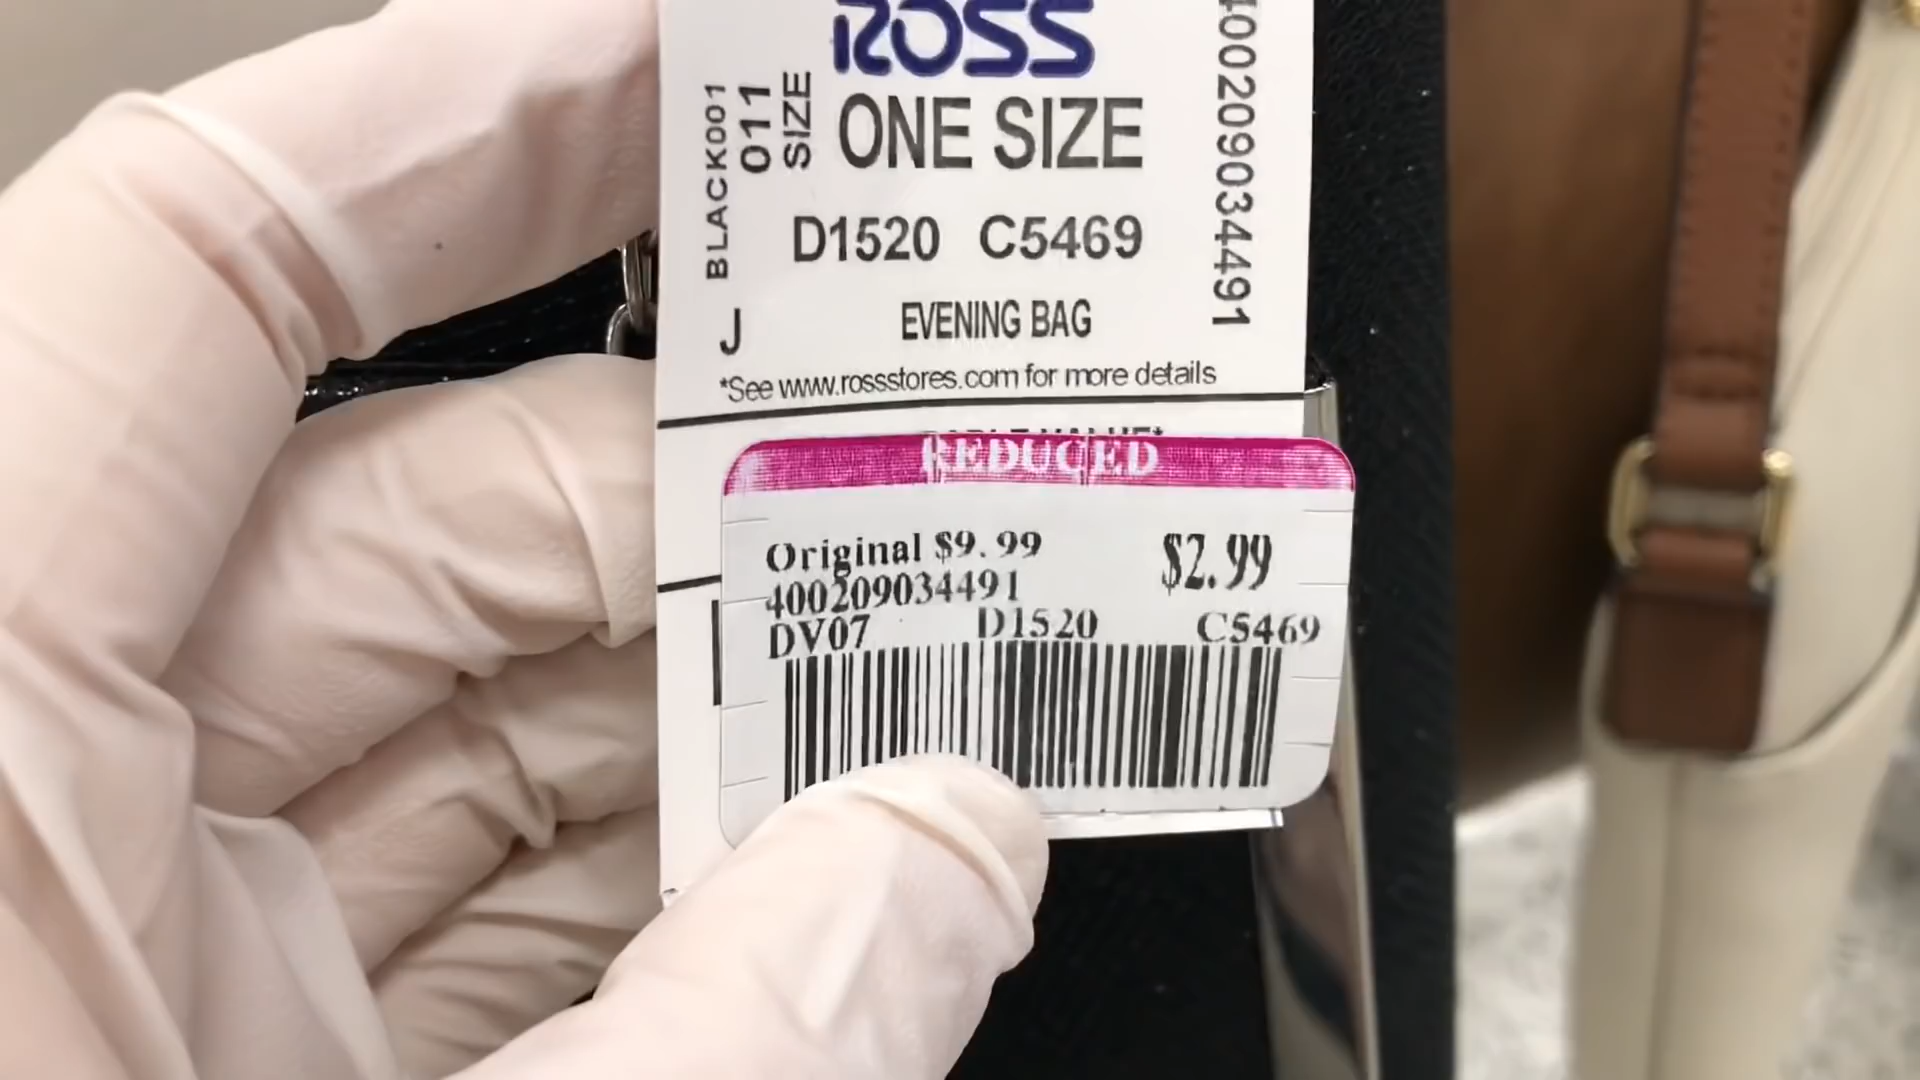 ROSS
BLACK001
011
SIZE
ONE SIZE
400209034491
D1520 C5469
J
EVENING BAG
*See www.rossstores.com for more details
REDUCED
Original $9.99
$2.99
400209034491
DV07 D1520 C5469